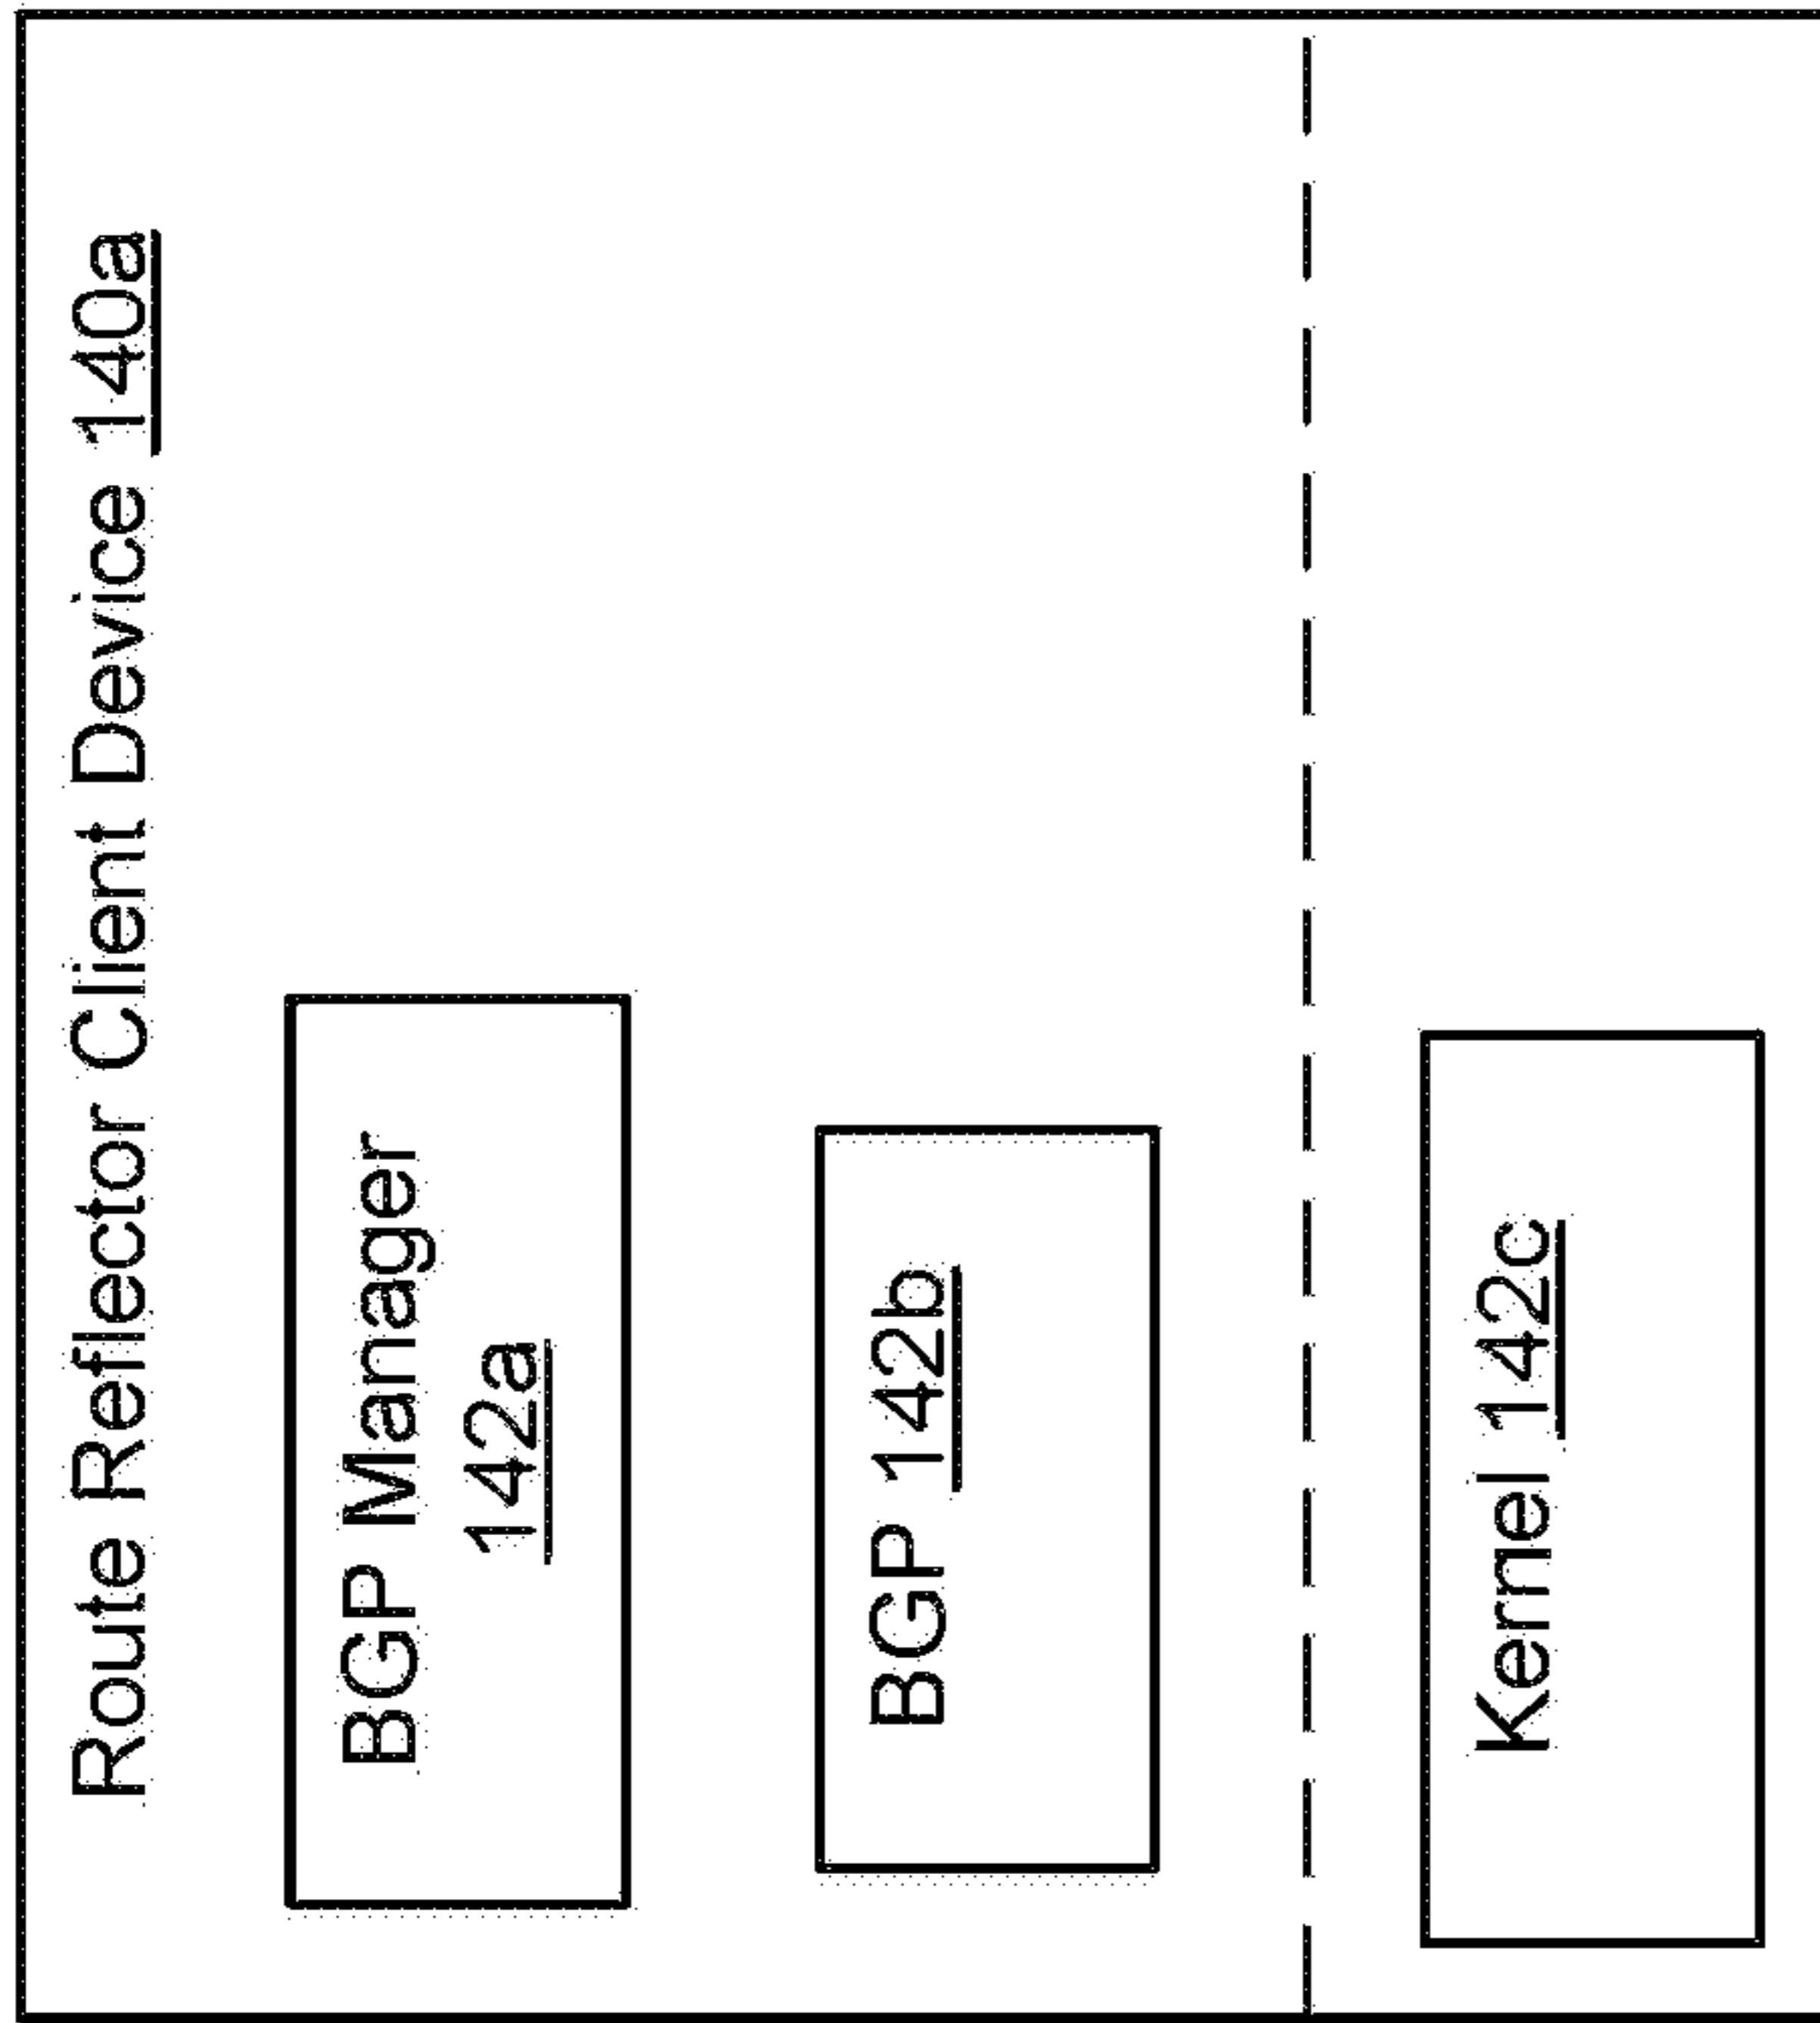 Route Reflector Client Device 140a
BGP Manager
142a
BGP 142b
Kernel 142c